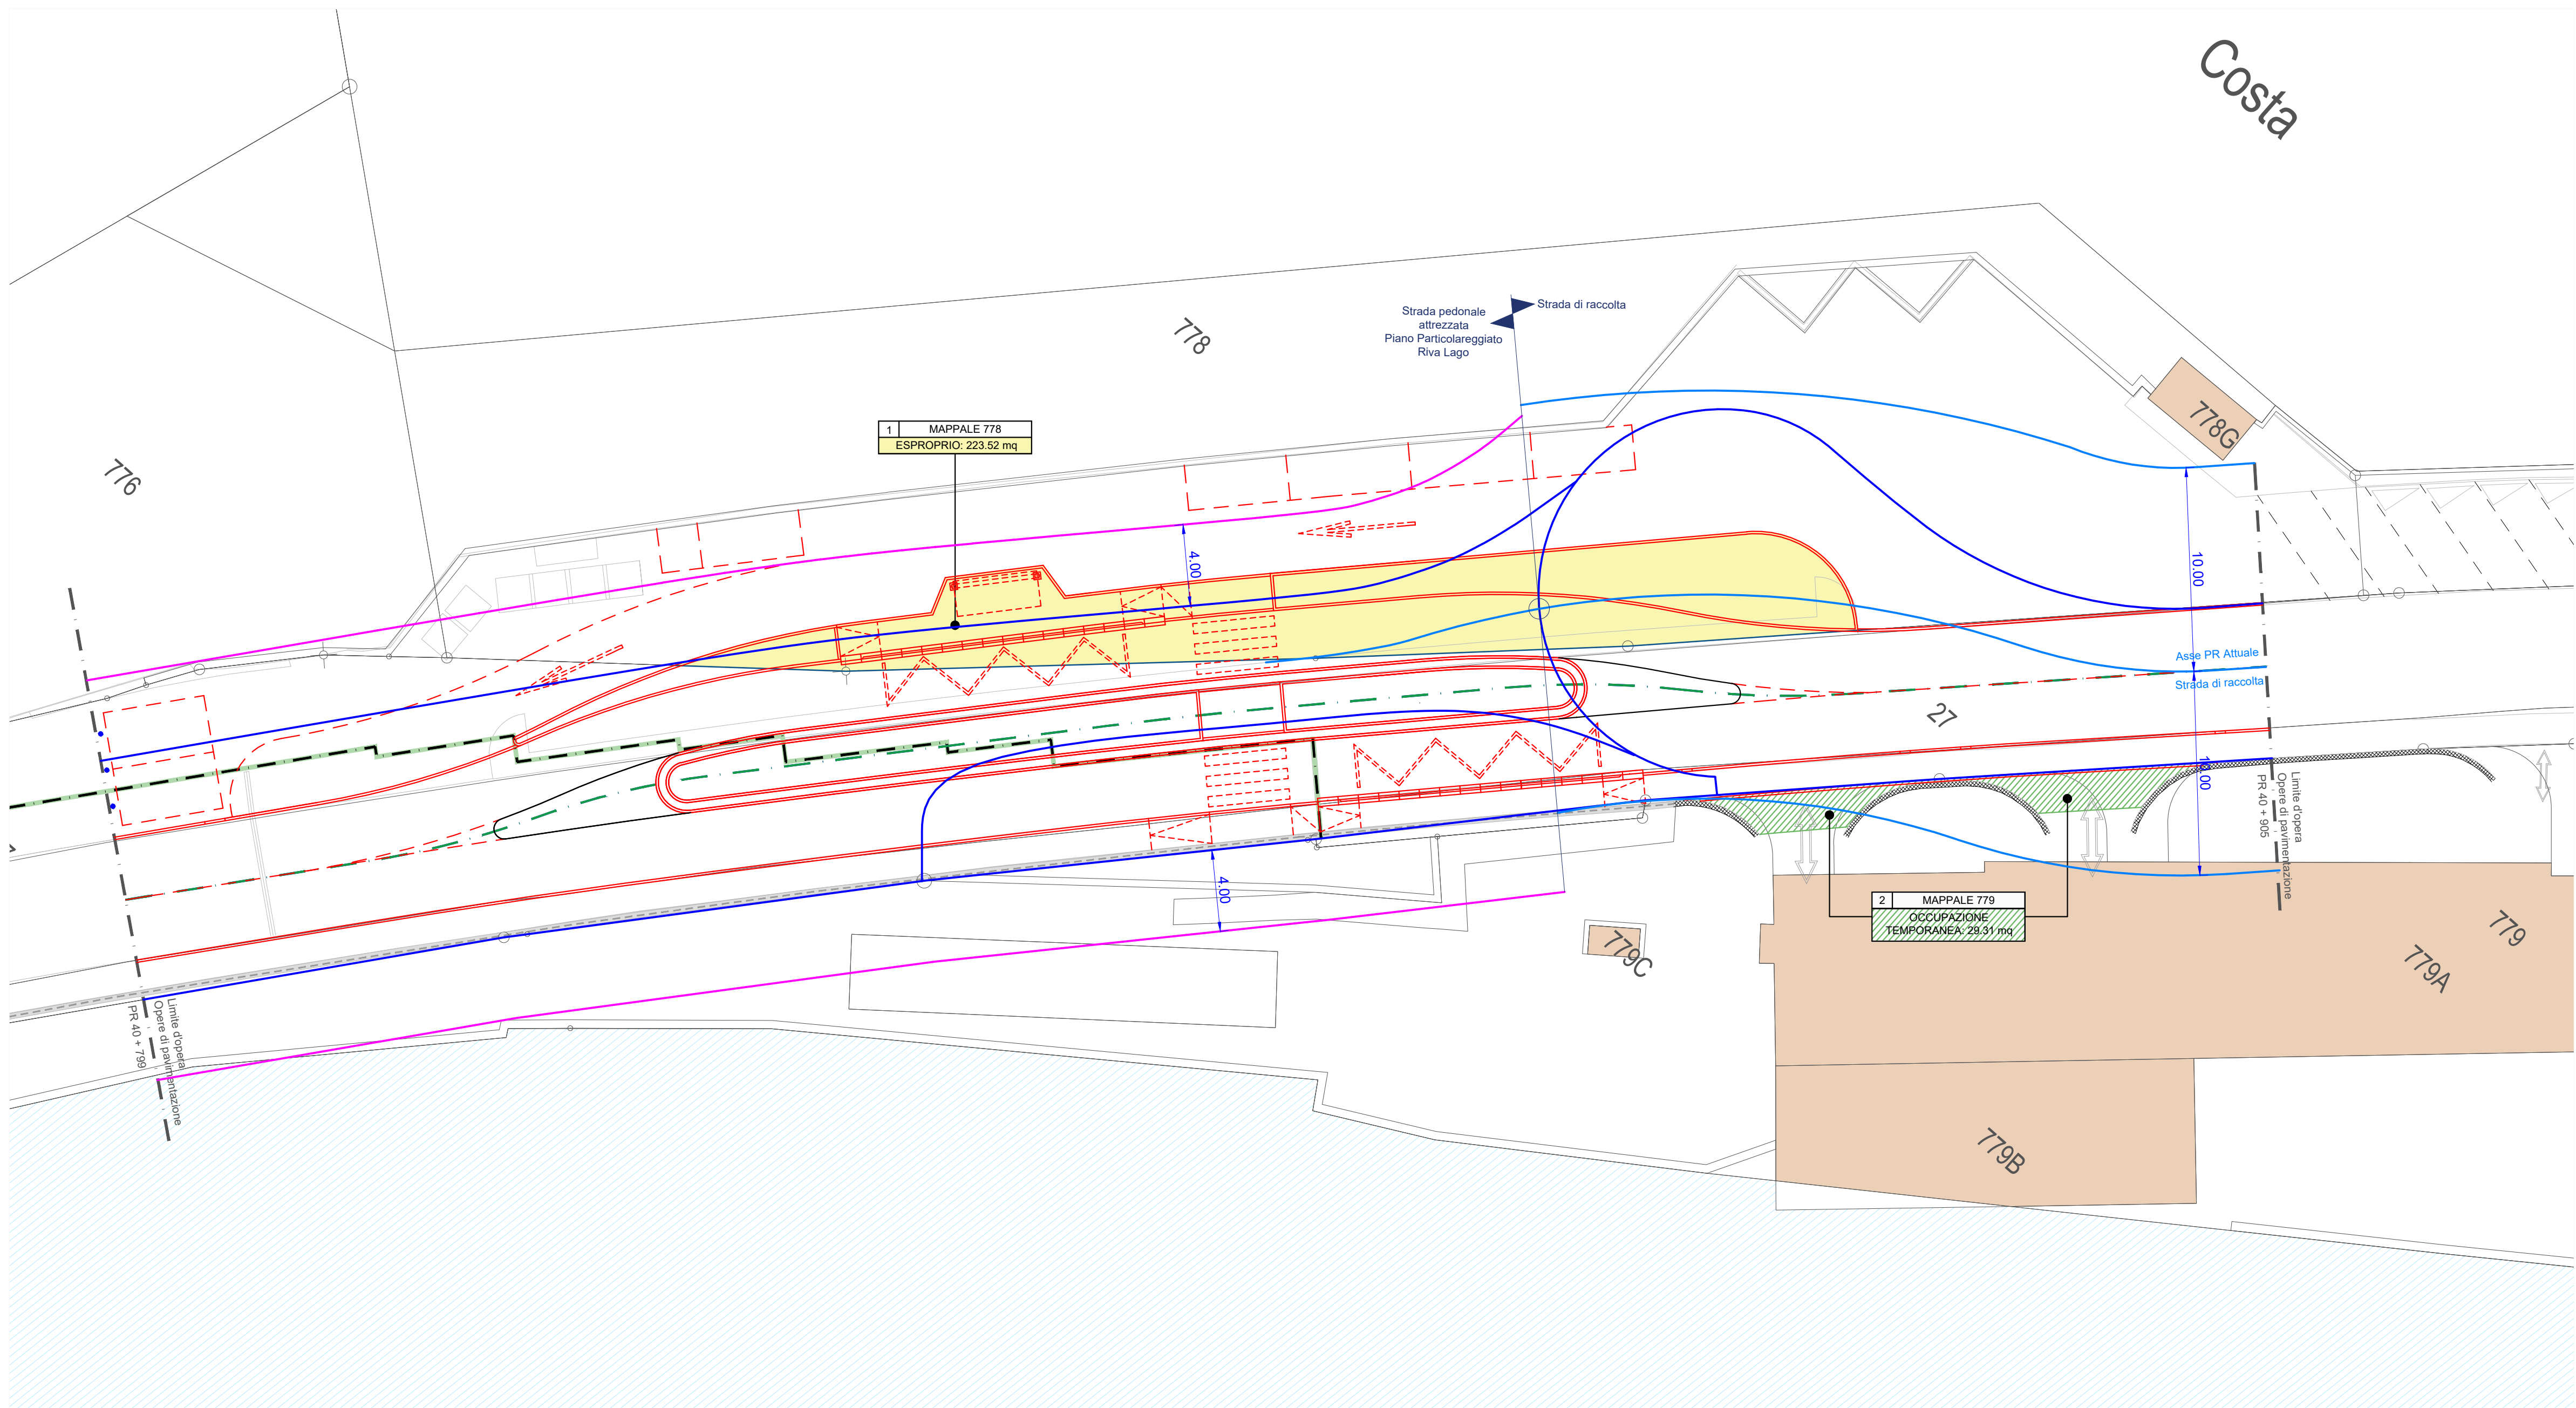 Costa
Strada pedonale
attrezzata
Piano Particolareggiato
Riva Lago
Strada di raccolta
778
776
778G
1 MAPPALE 778
ESPROPRIO: 223.52 mq
4.00
10.00
Asse PR Attuale
Strada di raccolta
27
10.00
Limite d'opera
Opere di pavimentazione
PR 40 + 905
4.00
2 MAPPALE 779
OCCUPAZIONE
TEMPORANEA: 29.31 mq
779C
779
779A
779B
Limite d'opera
Opere di pavimentazione
PR 40 + 799